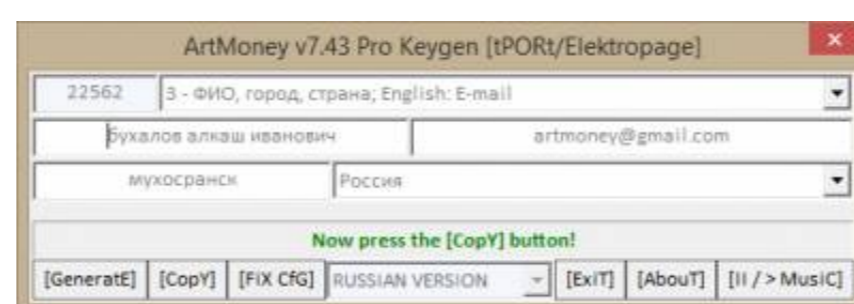 ArtMoney v7.43 Pro Keygen [tPORt/Elektropage]
22562 3 - ФИО, город, страна; English: E-mail
бухалов алкаш иванович artmoney@gmail.com
мухосранск Россия
Now press the [CopY] button!
[GeneratE] [CopY] [FiX CfG] RUSSIAN VERSION [ExiT] [AbouT] [II / > MusiC]